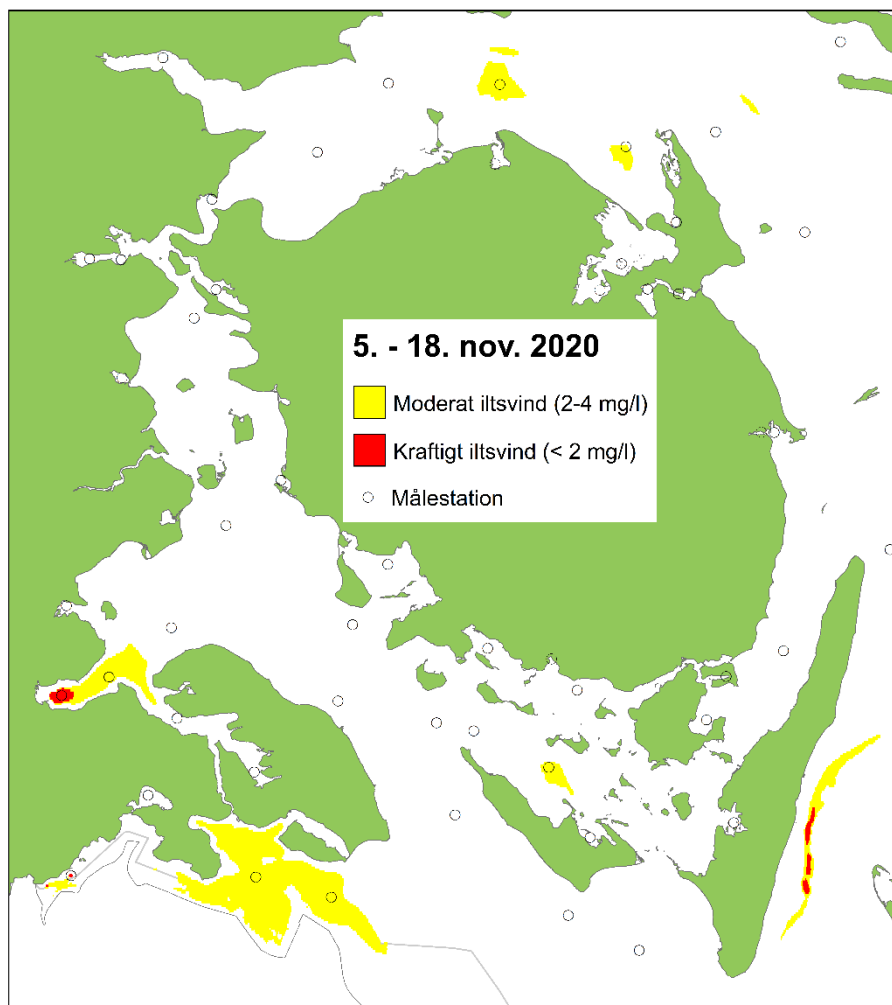 5. - 18. nov. 2020
Moderat iltsvind (2-4 mg/l)
Kraftigt iltsvind (< 2 mg/l)
Målestation